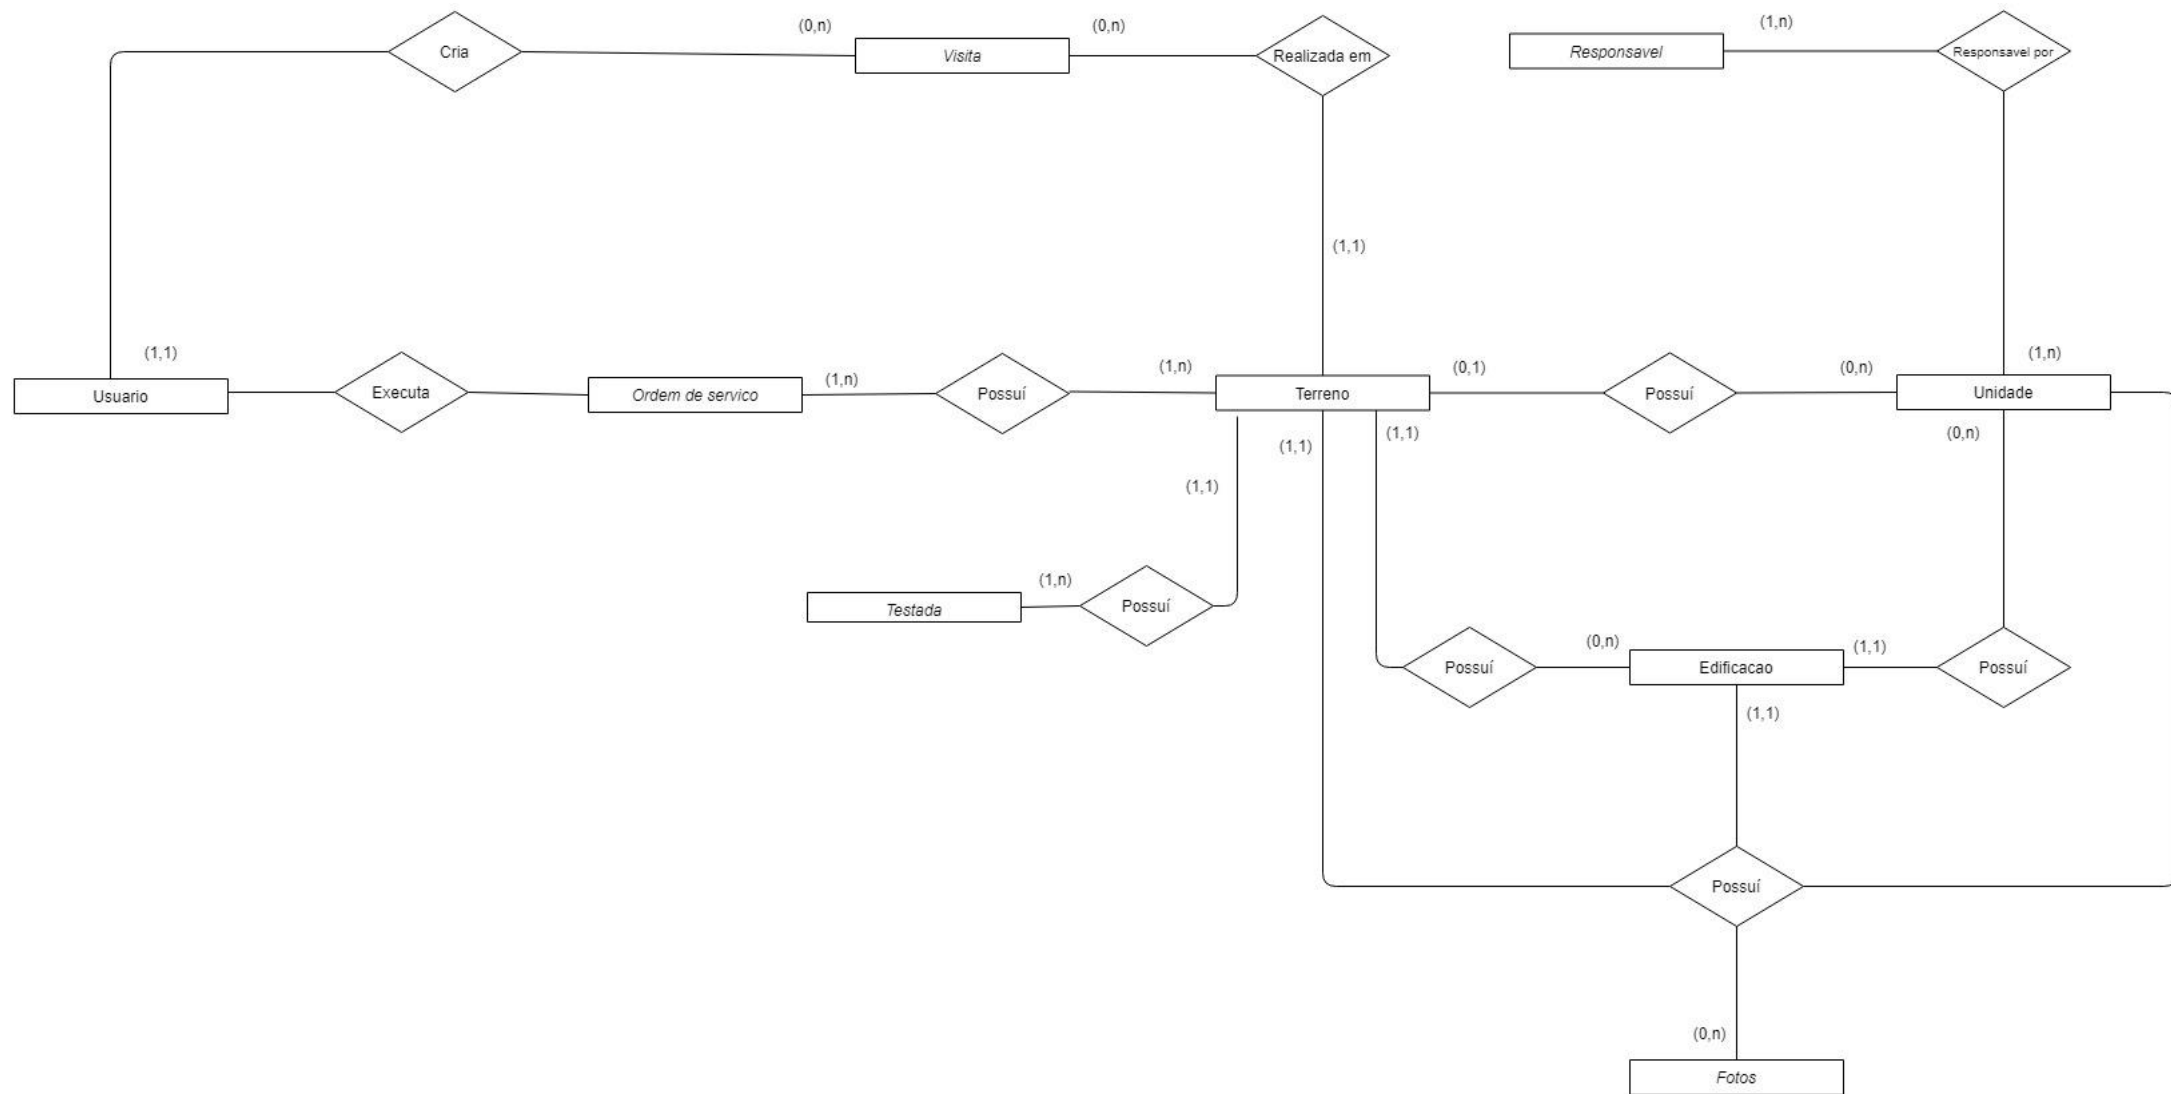 (0,n)
(0,n)
(1,n)
Cria
Visita
Realizada em
Responsavel
Responsavel por
(1,1)
(1,1)
(1,n)
(1,n)
(0,1)
(0,n)
(1,n)
Usuario
Executa
Ordem de servico
Possuí
Terreno
Possuí
Unidade
(1,1)
(1,1)
(0,n)
(1,1)
(1,n)
Testada
Possuí
(0,n)
(1,1)
Possuí
Edificacao
Possuí
(1,1)
Possuí
(0,n)
Fotos